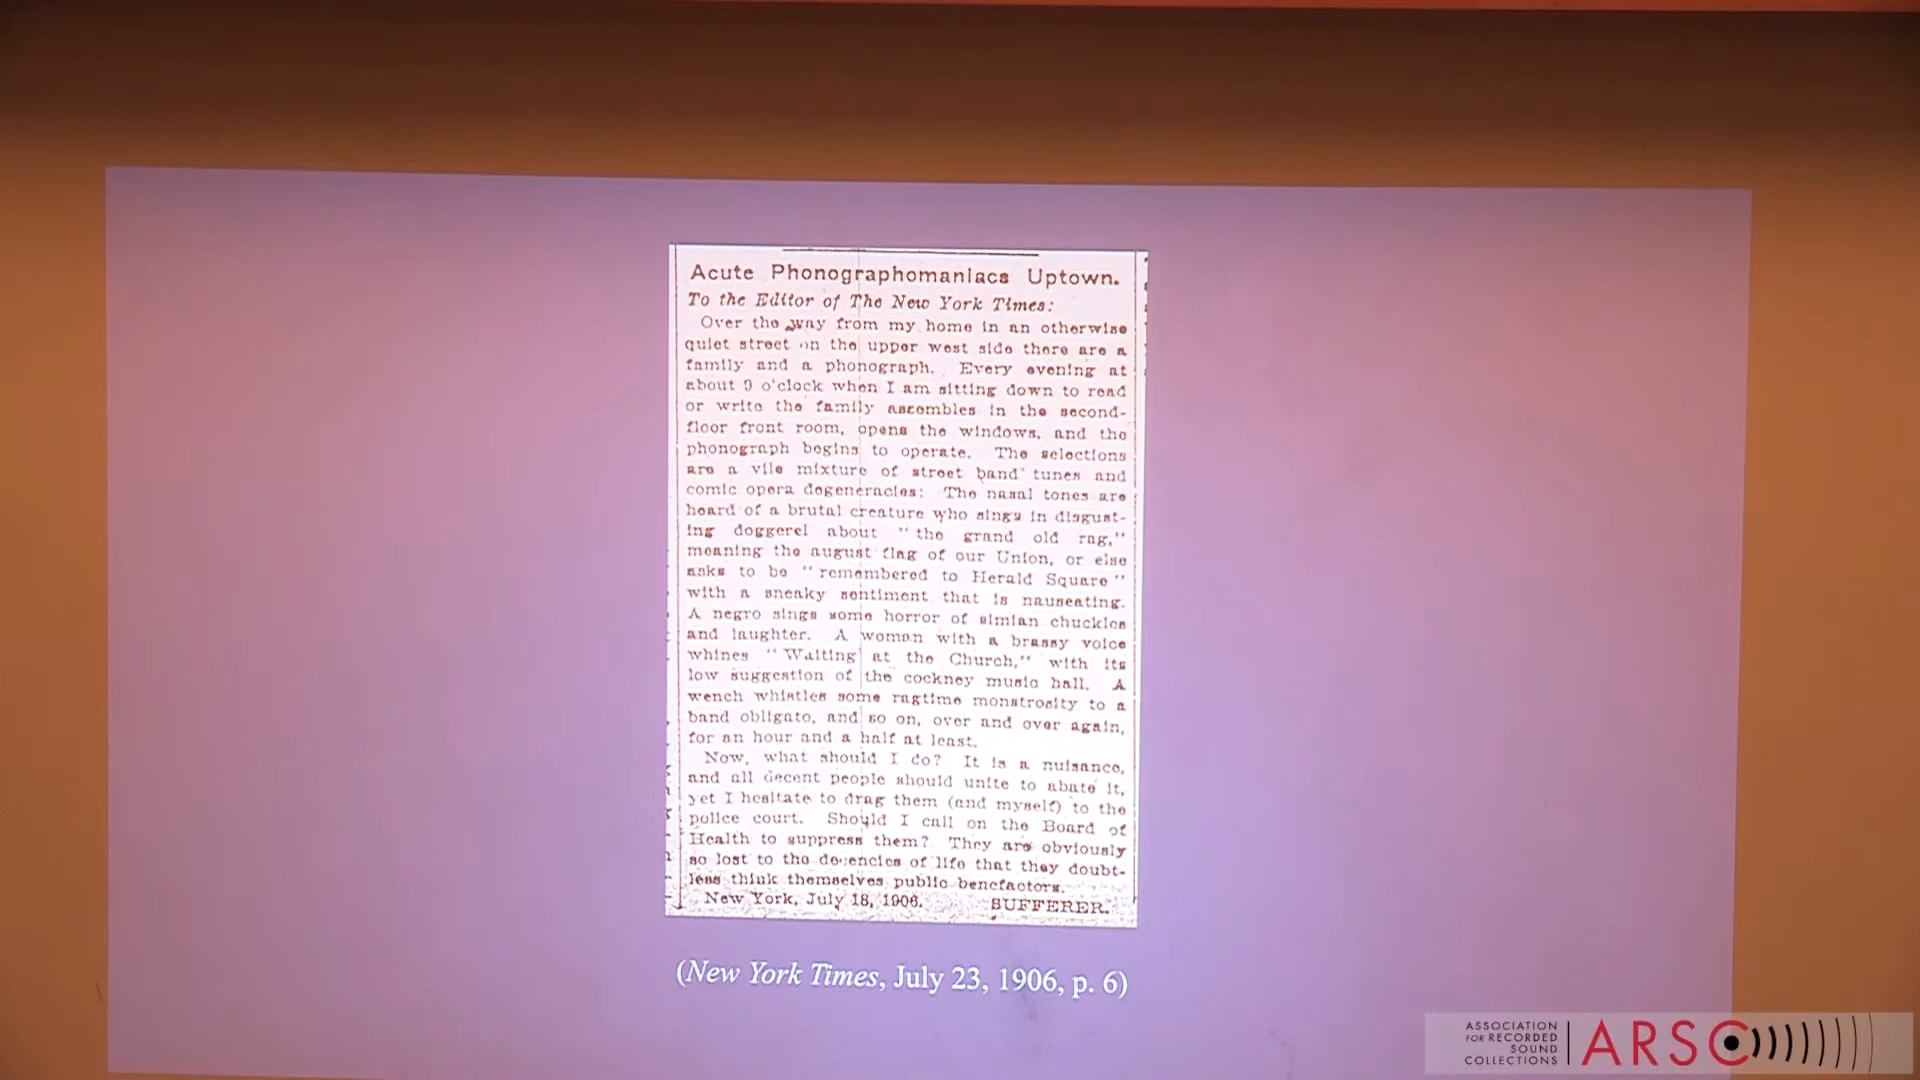 Acute Phonographomaniacs Uptown.
To the Editor of The New York Times:
Over the way from my home in an otherwise
quiet street on the upper west side there are a
family and a phonograph. Every evening at
about 9 o'clock when I am sitting down to read
or write the family assembles in the second-
floor front room, opens the windows, and the
phonograph begins to operate. The selections
are a vile mixture of street band tunes and
comic opera degeneracies: The nasal tones are
heard of a brutal creature who sings in disgust-
ing doggerel about "the grand old rag,"
meaning the august flag of our Union, or else
asks to be "remembered to Herald Square"
with a sneaky sentiment that is nauseating.
A negro sings some horror of simian chuckles
and laughter. A woman with a brassy voice
whines "Waiting at the Church," with its
low suggestion of the cockney music hall. A
wench whistles some ragtime monstrosity to a
band obligato, and so on, over and over again,
for an hour and a half at least.
Now, what should I do? It is a nuisance,
and all decent people should unite to abate it,
yet I hesitate to drag them (and myself) to the
police court. Should I call on the Board of
Health to suppress them? They are obviously
so lost to the decencies of life that they doubt-
less think themselves public benefactors.
New York, July 18, 1906. SUFFERER.
(New York Times, July 23, 1906, p. 6)
ASSOCIATION
FOR RECORDED
SOUND
COLLECTIONS
ARSC